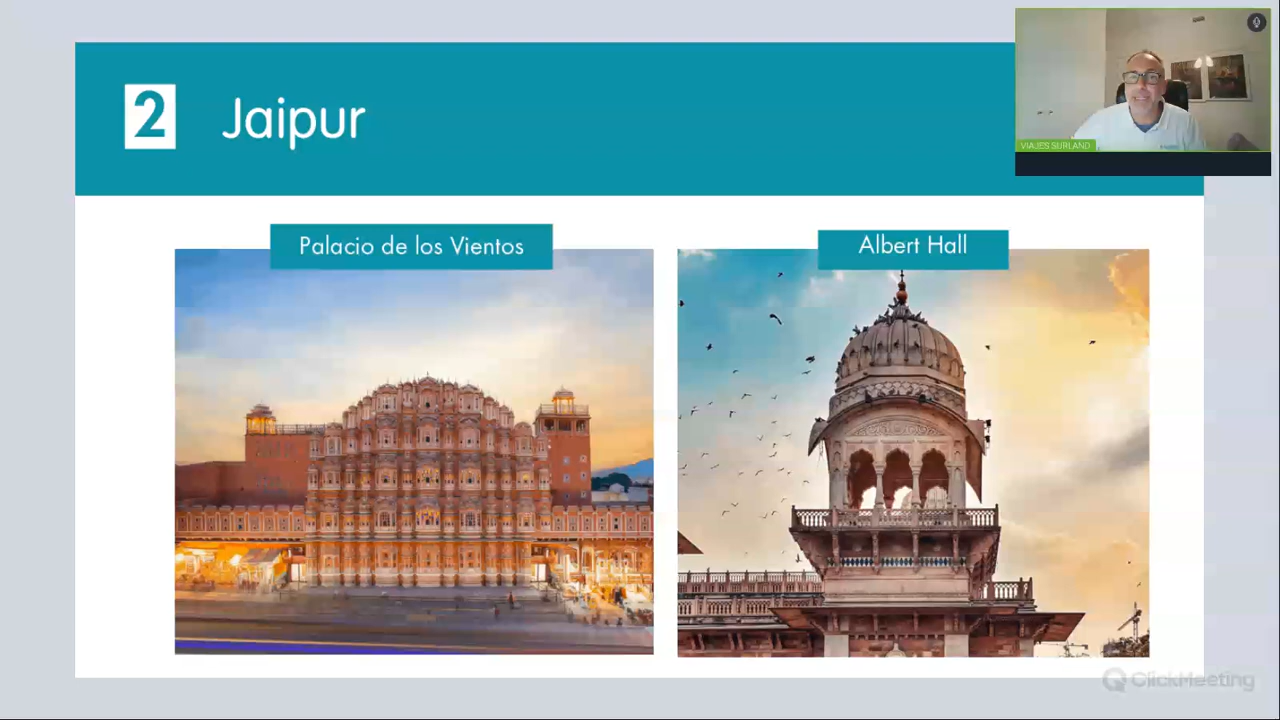 2 Jaipur
VIAJES SURLAND
Palacio de los Vientos
Albert Hall
ClickMeeting